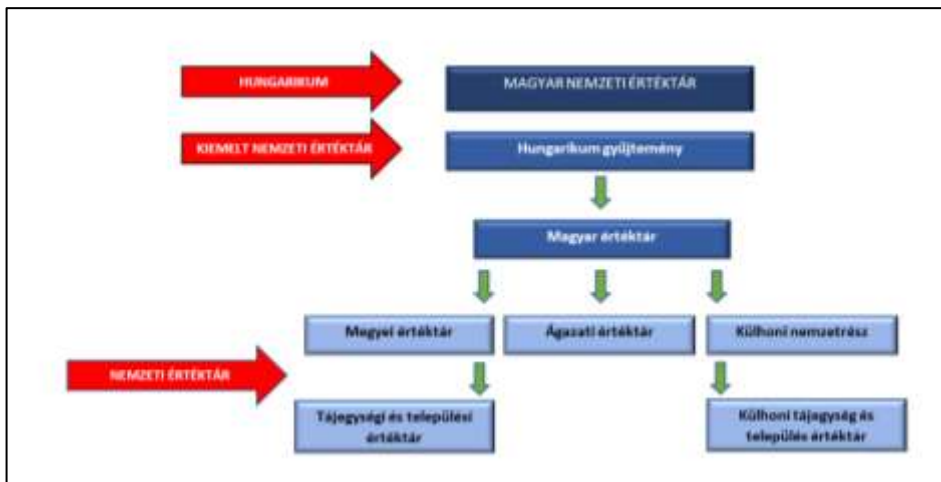 HUNGARIKUM
MAGYAR NEMZETI ÉRTÉKTÁR
KIEMELT NEMZETI ÉRTÉKTÁR
Hungarikum gyűjtemény
Magyar értéktár
Megyei értéktár
Ágazati értéktár
Külhoni nemzetrész
NEMZETI ÉRTÉKTÁR
Tájegységi és települési
értéktár
Külhoni tájegység és
település értéktár